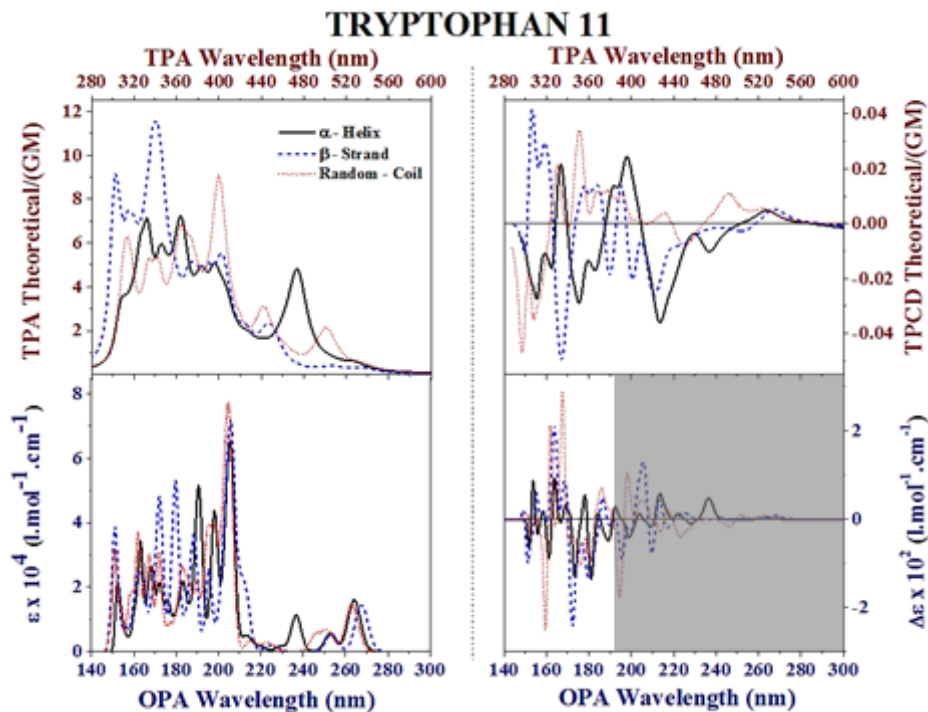 TRYPTOPHAN 11
TPA Wavelength (nm)
TPA Wavelength (nm)
280 320 360 400 440 480 520 560 600
320 360 400 440 480 520 560 600
12
10
8
6
4
2
TPA Theoretical/(GM)
α - Helix
β - Strand
Random - Coil
0.04
0.02
0.00
-0.02
-0.04
TPCD Theoretical/(GM)
8
6
4
2
0
ε x 10⁴ (l.mol⁻¹.cm⁻¹)
2
0
-2
Δε x 10² (l.mol⁻¹.cm⁻¹)
140 160 180 200 220 240 260 280 300
140 160 180 200 220 240 260 280 300
OPA Wavelength (nm)
OPA Wavelength (nm)